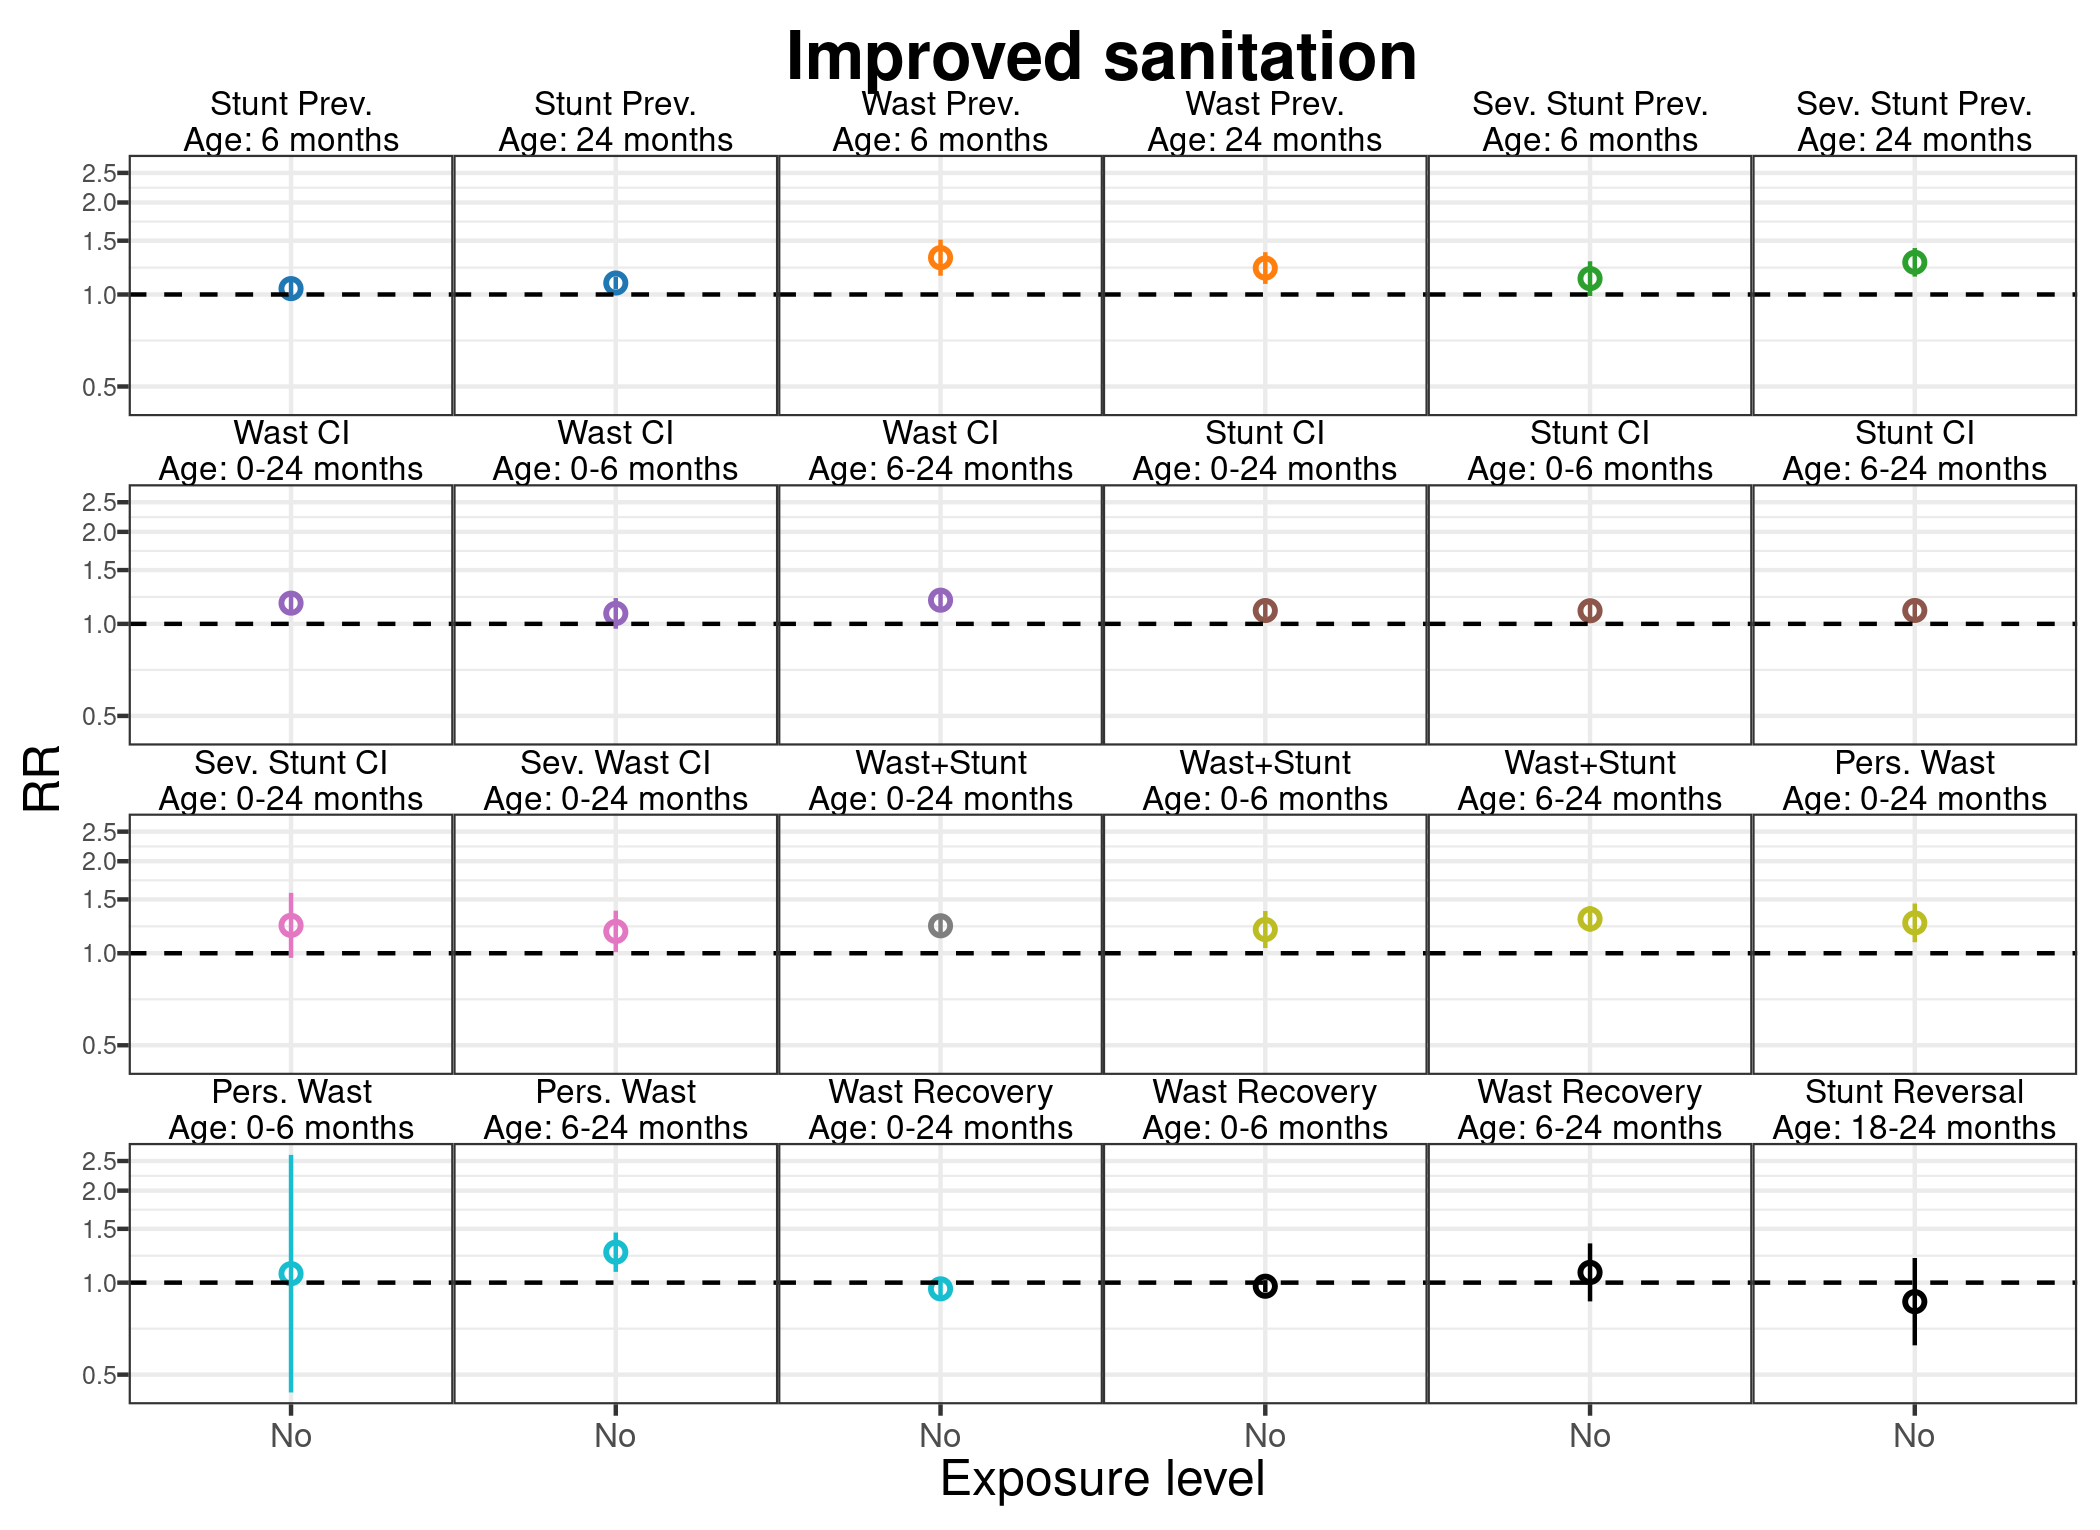 Improved sanitation
Stunt Prev. Stunt Prev. Wast Prev. Wast Prev. Sev. Stunt Prev. Sev. Stunt Prev.
Age: 6 months Age: 24 months Age: 6 months Age: 24 months Age: 6 months Age: 24 months
2.5
2.0
1.5
1.0
0.5
Wast CI Wast CI Wast CI Stunt CI Stunt CI Stunt CI
Age: 0-24 months Age: 0-6 months Age: 6-24 months Age: 0-24 months Age: 0-6 months Age: 6-24 months
2.5
2.0
1.5
1.0
0.5
RR
Sev. Stunt CI Sev. Wast CI Wast+Stunt Wast+Stunt Wast+Stunt Pers. Wast
Age: 0-24 months Age: 0-24 months Age: 0-24 months Age: 0-6 months Age: 6-24 months Age: 0-24 months
2.5
2.0
1.5
1.0
0.5
Pers. Wast Pers. Wast Wast Recovery Wast Recovery Wast Recovery Stunt Reversal
Age: 0-6 months Age: 6-24 months Age: 0-24 months Age: 0-6 months Age: 6-24 months Age: 18-24 months
2.5
2.0
1.5
1.0
0.5
No No No No No No
Exposure level